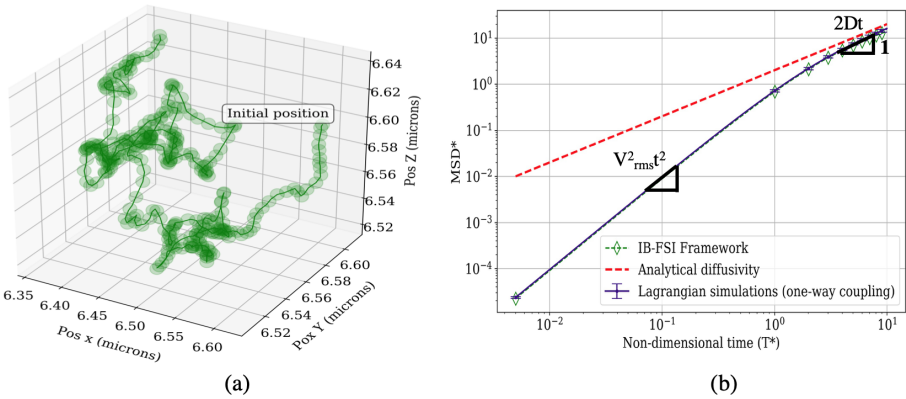 Initial position
6.64
6.62
6.60
6.58
6.56
6.54
6.52
Pos Z (microns)
6.35
6.40
6.45
6.50
6.55
6.60
Pos x (microns)
6.52
6.54
6.56
6.58
6.60
Pox Y (microns)
(a)
10^1
10^0
10^-1
10^-2
10^-3
10^-4
MSD*
2Dt
1
V^2_rms t^2
IB-FSI Framework
Analytical diffusivity
Lagrangian simulations (one-way coupling)
10^-2
10^-1
10^0
10^1
Non-dimensional time (T*)
(b)